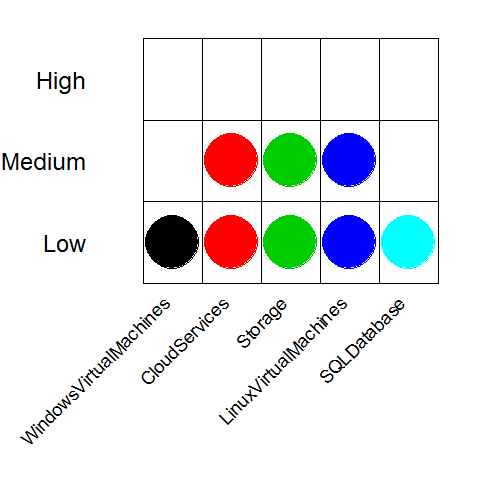 High
Medium
Low
WindowsVirtualMachines
CloudServices
Storage
LinuxVirtualMachines
SQLDatabase